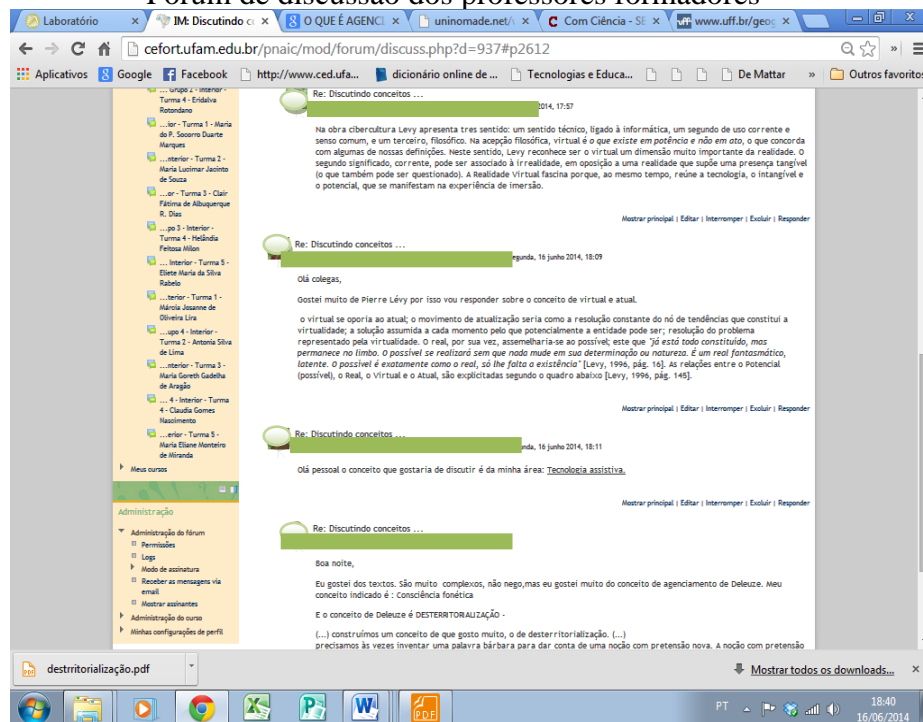 Fórum de discussão dos professores formadores
Laboratório
IM: Discutindo co
O QUE É AGENCI
uninomade.net/v
Com Ciência - SE
www.uff.br/geog
cefort.ufam.edu.br/pnaic/mod/forum/discuss.php?d=937#p2612
Aplicativos Google Facebook http://www.ced.ufa... dicionário online de ... Tecnologias e Educa... De Mattar » Outros favoritos
... Grupo 2 - Interior -
Turma 4 - Eridalva
Rotondano
...ior - Turma 1 - Maria
do P. Socorro Duarte
Marques
...nterior - Turma 2 -
Maria Lucimar Jacinto
de Souza
...or - Turma 3 - Clair
Fátima de Albuquerque
R. Dias
...po 3 - Interior -
Turma 4 - Helândia
Feitosa Milon
... Interior - Turma 5 -
Eliete Maria da Silva
Rabelo
...terior - Turma 1 -
Márcia Josanne de
Oliveira Lira
...upo 4 - Interior -
Turma 2 - Antonia Silva
de Lima
...nterior - Turma 3 -
Maria Goreth Gadelha
de Aragão
... 4 - Interior - Turma
4 - Claudia Gomes
Nascimento
...erior - Turma 5 -
Maria Eliane Monteiro
de Miranda
Meus cursos
Administração
Administração do fórum
Permissões
Logs
Modo de assinatura
Receber as mensagens via
email
Mostrar assinantes
Administração do curso
Minhas configurações de perfil
Re: Discutindo conceitos ...
2014, 17:57
Na obra cibercultura Levy apresenta tres sentido: um sentido técnico, ligado à informática, um segundo de uso corrente e
senso comum, e um terceiro, filosófico. Na acepção filosófica, virtual é o que existe em potência e não em ato, o que concorda
com algumas de nossas definições. Neste sentido, Levy reconhece ser o virtual um dimensão muito importante da realidade. O
segundo significado, corrente, pode ser associado à irrealidade, em oposição a uma realidade que supõe uma presença tangível
(o que também pode ser questionado). A Realidade Virtual fascina porque, ao mesmo tempo, reúne a tecnologia, o intangível e
o potencial, que se manifestam na experiência de imersão.
Mostrar principal | Editar | Interromper | Excluir | Responder
Re: Discutindo conceitos ...
egunda, 16 junho 2014, 18:09
Olá colegas,
Gostei muito de Pierre Lévy por isso vou responder sobre o conceito de virtual e atual.
o virtual se oporia ao atual; o movimento de atualização seria como a resolução constante do nó de tendências que constitui a
virtualidade; a solução assumida a cada momento pelo que potencialmente a entidade pode ser; resolução do problema
representado pela virtualidade. O real, por sua vez, assemelharia-se ao possível; este que "já está todo constituído, mas
permanece no limbo. O possível se realizará sem que nada mude em sua determinação ou natureza. É um real fantasmático,
latente. O possível é exatamente como o real, só lhe falta a existência" [Levy, 1996, pág. 16]. As relações entre o Potencial
(possível), o Real, o Virtual e o Atual, são explicitadas segundo o quadro abaixo [Levy, 1996, pág. 145].
Mostrar principal | Editar | Interromper | Excluir | Responder
Re: Discutindo conceitos ...
nda, 16 junho 2014, 18:11
Olá pessoal o conceito que gostaria de discutir é da minha área: Tecnologia assistiva.
Mostrar principal | Editar | Interromper | Excluir | Responder
Re: Discutindo conceitos ...
Boa noite,
Eu gostei dos textos. São muito complexos, não nego,mas eu gostei muito do conceito de agenciamento de Deleuze. Meu
conceito indicado é : Consciência fonética
E o conceito de Deleuze é DESTERRITORIALIZAÇÃO -
(...) construímos um conceito de que gosto muito, o de desterritorialização. (...)
precisamos às vezes inventar uma palavra bárbara para dar conta de uma noção com pretensão nova. A noção com pretensão
destrritorialização.pdf
Mostrar todos os downloads...
PT
18:40
16/06/2014